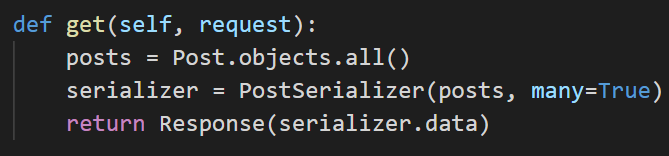 def get(self, request):
    posts = Post.objects.all()
    serializer = PostSerializer(posts, many=True)
    return Response(serializer.data)